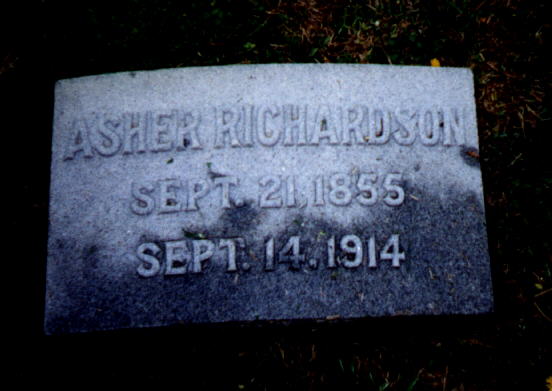 ASHER RICHARDSON
SEPT. 21, 1855
SEPT. 14. 1914